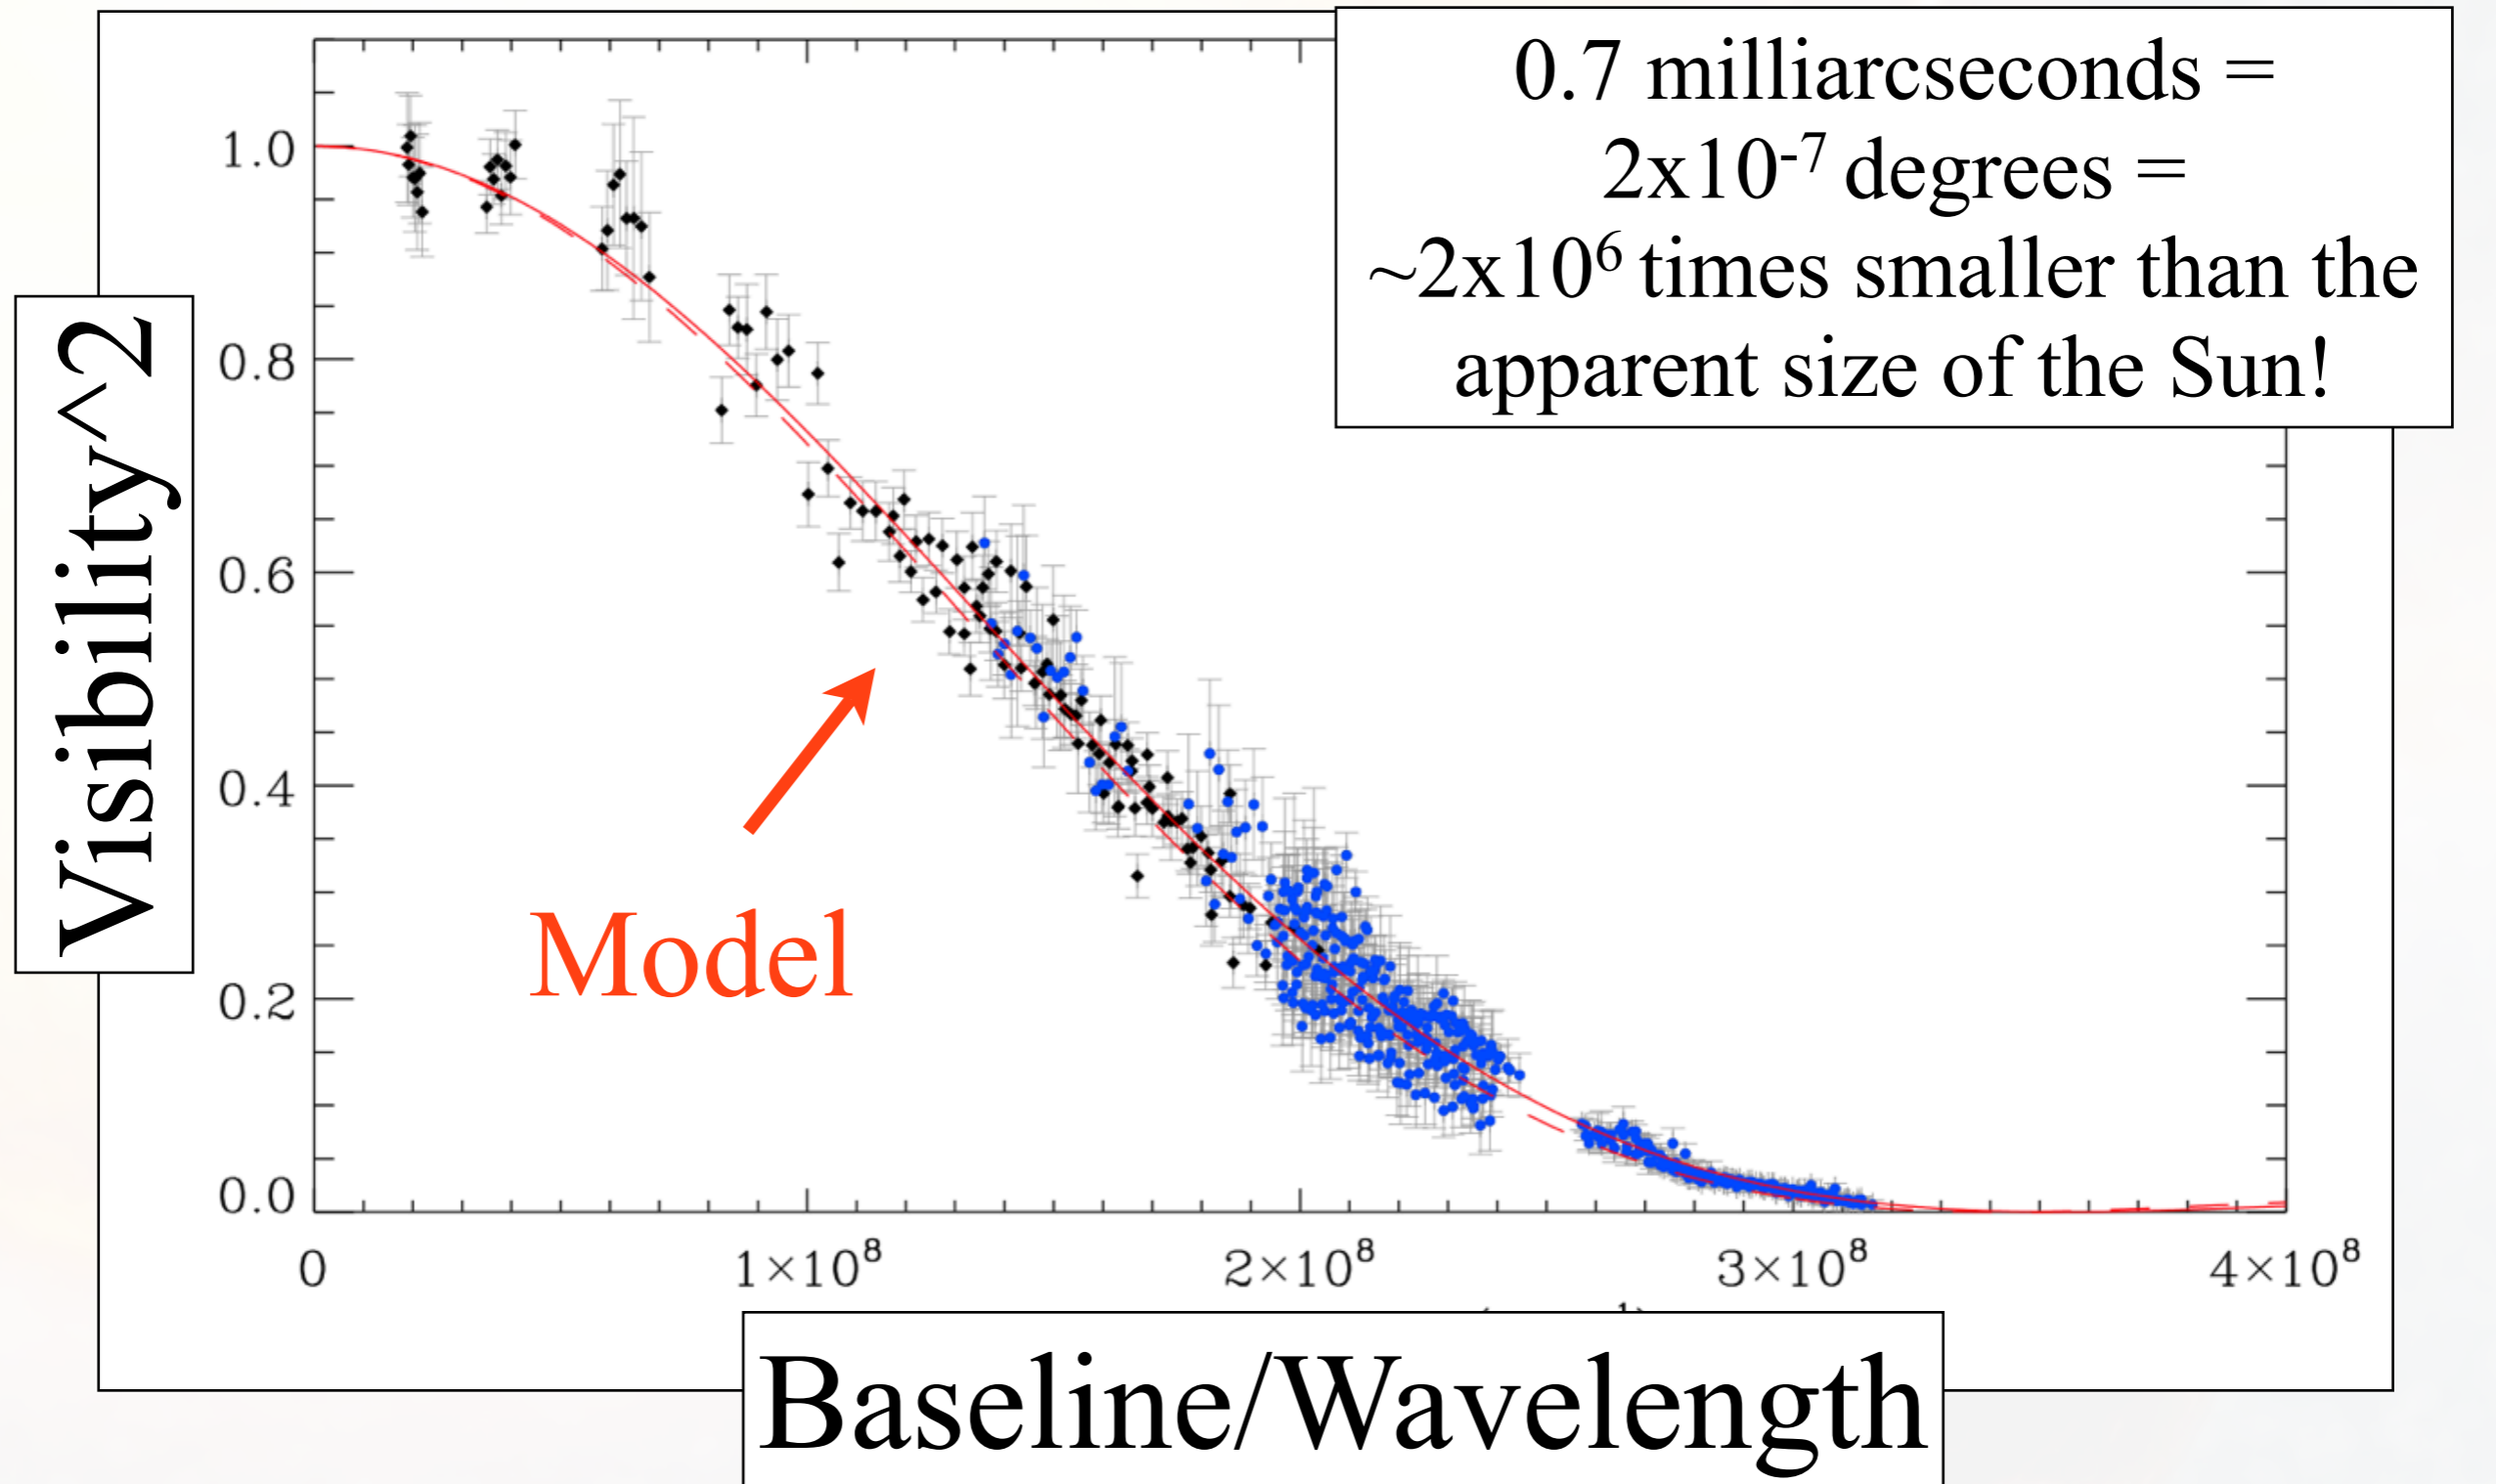 0.7 milliarcseconds =
2x10⁻⁷ degrees =
~2x10⁶ times smaller than the
apparent size of the Sun!
Visibility^2
1.0
0.8
0.6
0.4
0.2
0.0
Model
0 1×10⁸ 2×10⁸ 3×10⁸ 4×10⁸
Baseline/Wavelength